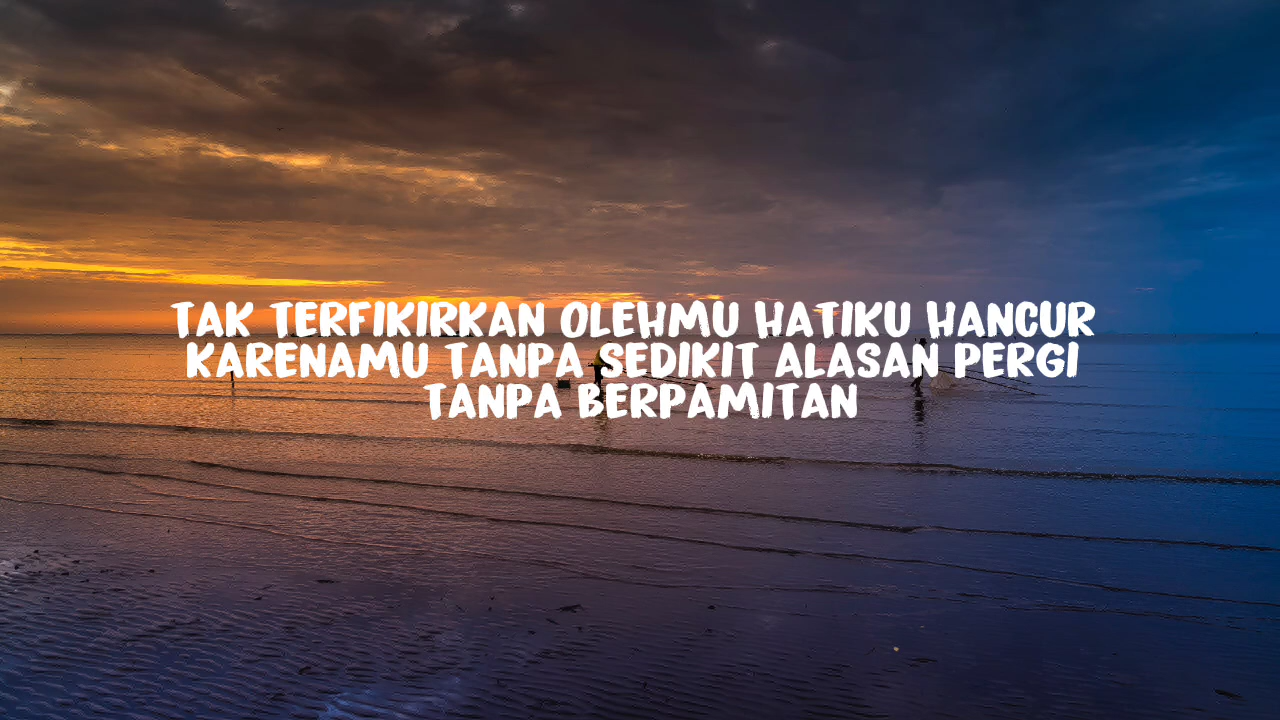 TAK TERFIKIRKAN OLEHMU HATIKU HANCUR
KARENAMU TANPA SEDIKIT ALASAN PERGI
TANPA BERPAMITAN